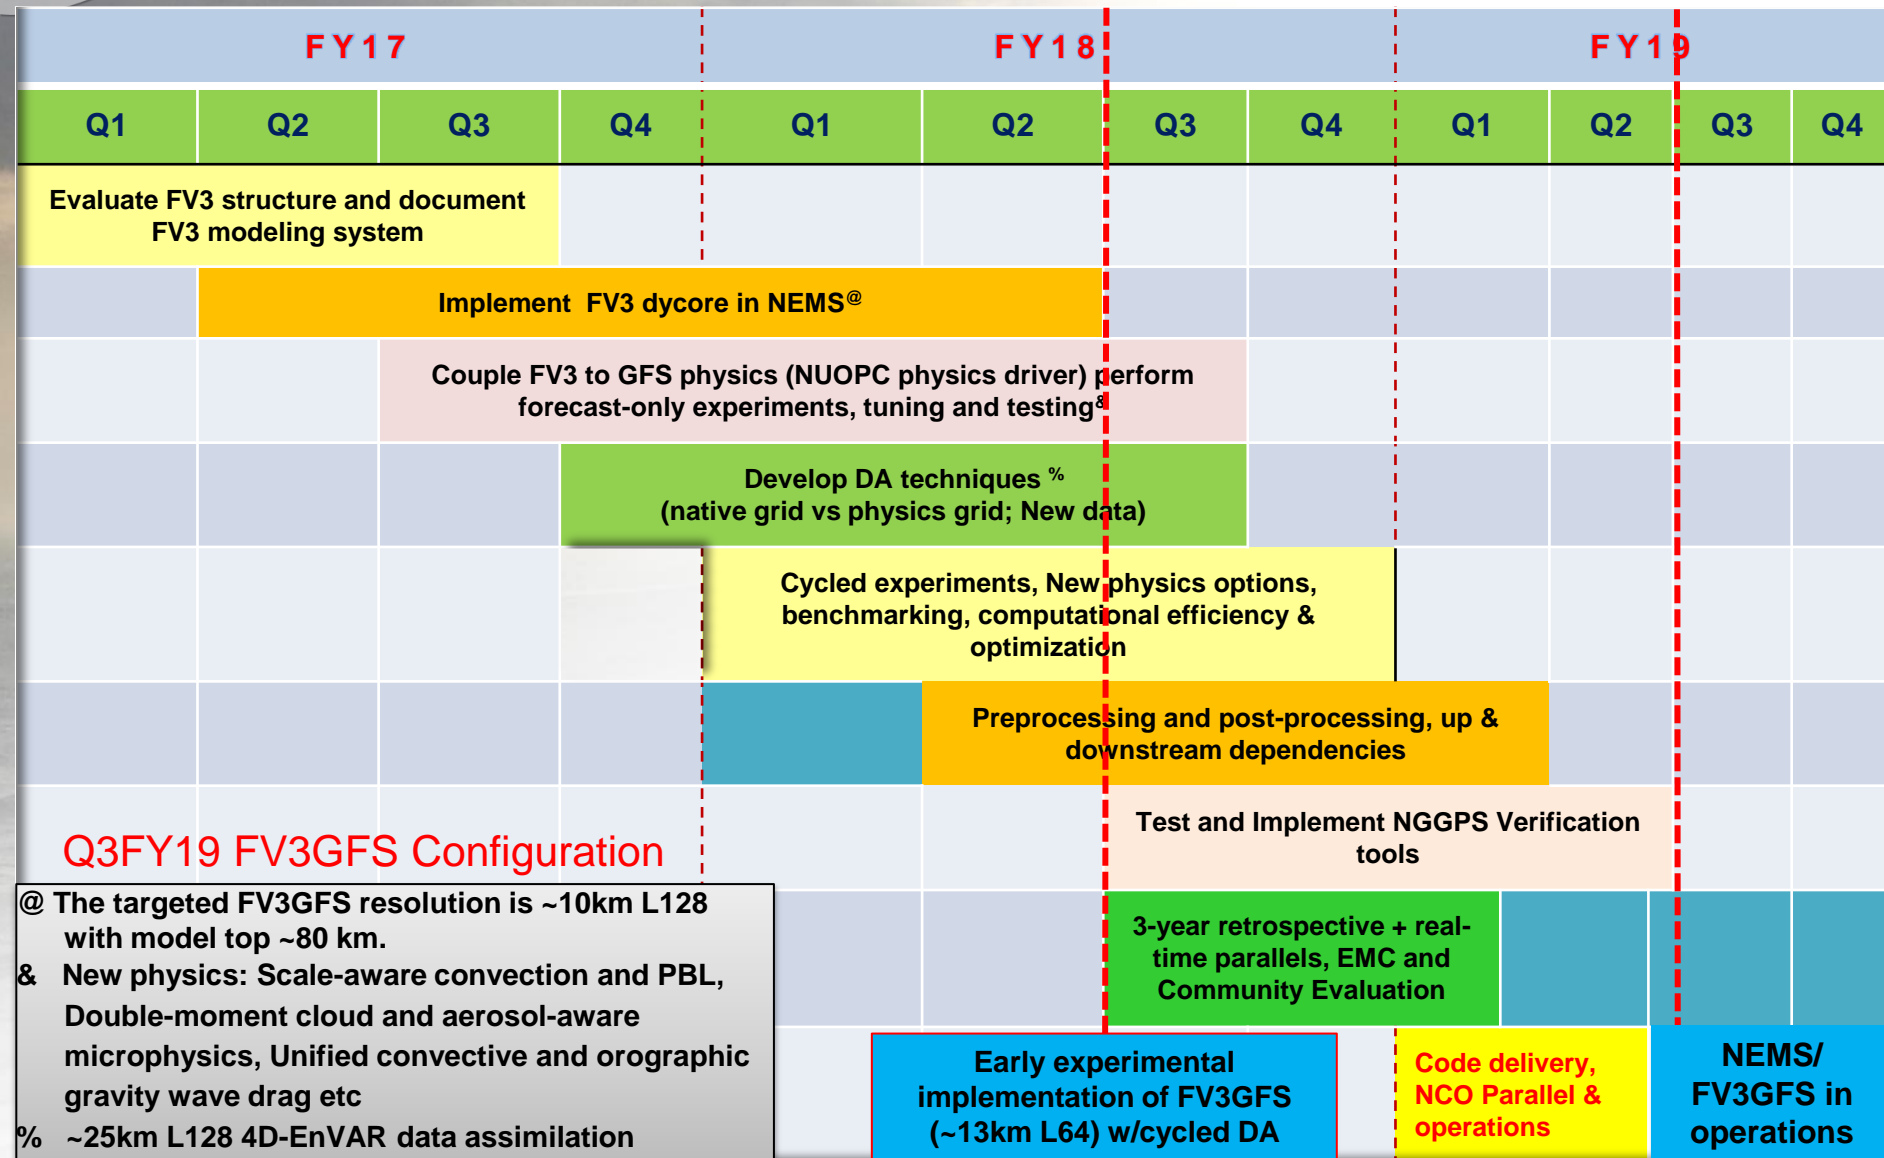 FY17 FY18 FY19
Q1 Q2 Q3 Q4 Q1 Q2 Q3 Q4 Q1 Q2 Q3 Q4
Evaluate FV3 structure and document
FV3 modeling system
Implement FV3 dycore in NEMS@
Couple FV3 to GFS physics (NUOPC physics driver) perform
forecast-only experiments, tuning and testing&
Develop DA techniques %
(native grid vs physics grid; New data)
Cycled experiments, New physics options,
benchmarking, computational efficiency &
optimization
Preprocessing and post-processing, up &
downstream dependencies
Test and Implement NGGPS Verification
tools
3-year retrospective + real-
time parallels, EMC and
Community Evaluation
Q3FY19 FV3GFS Configuration
@ The targeted FV3GFS resolution is ~10km L128
with model top ~80 km.
& New physics: Scale-aware convection and PBL,
Double-moment cloud and aerosol-aware
microphysics, Unified convective and orographic
gravity wave drag etc
% ~25km L128 4D-EnVAR data assimilation
Early experimental
implementation of FV3GFS
(~13km L64) w/cycled DA
Code delivery,
NCO Parallel &
operations
NEMS/
FV3GFS in
operations